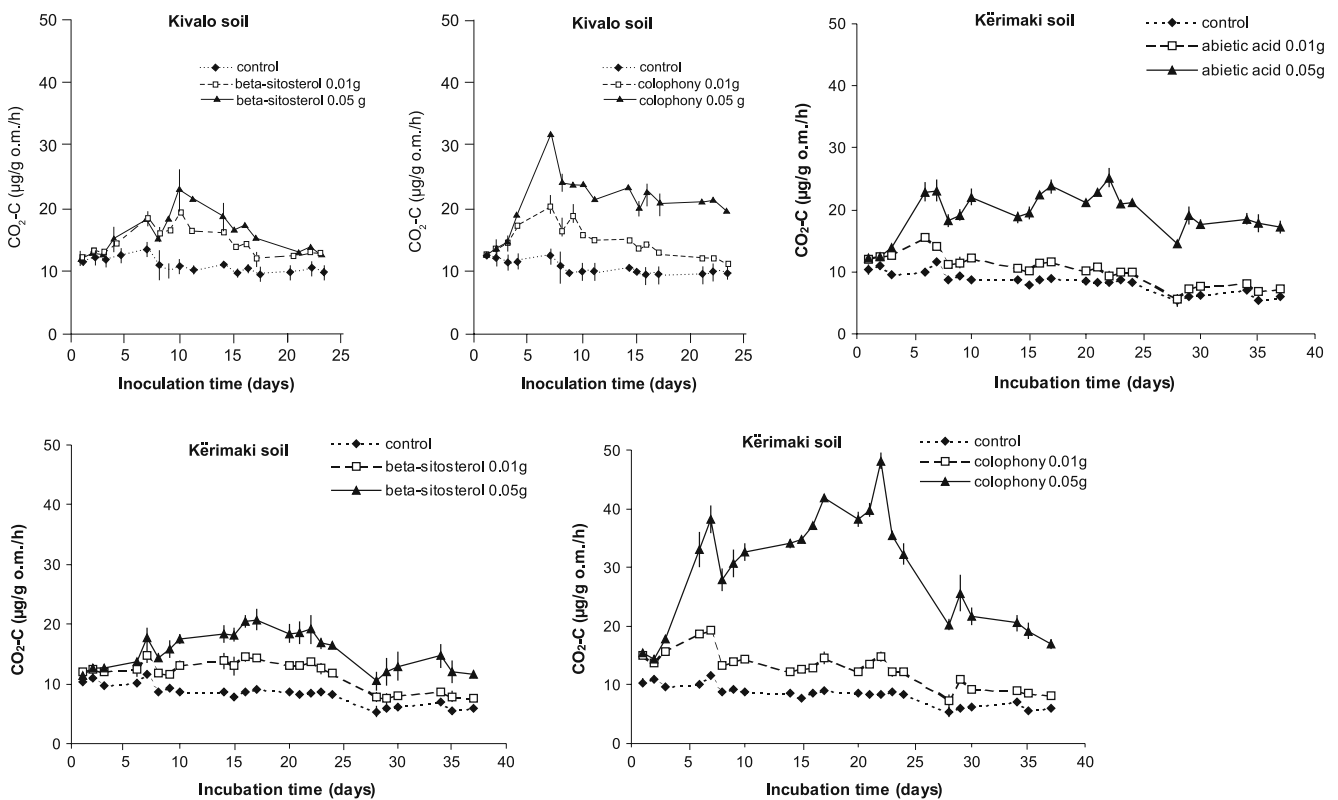 Kivalo soil
control
beta-sitosterol 0.01g
beta-sitosterol 0.05 g
CO₂-C (µg/g o.m./h)
50
40
30
20
10
0
0 5 10 15 20 25
Inoculation time (days)
Kivalo soil
control
colophony 0.01g
colophony 0.05 g
CO₂-C (µg/g o.m./h)
50
40
30
20
10
0
0 5 10 15 20 25
Inoculation time (days)
Kërimaki soil
control
abietic acid 0.01g
abietic acid 0.05g
CO₂-C (µg/g o.m./h)
50
40
30
20
10
0
0 5 10 15 20 25 30 35 40
Incubation time (days)
Kërimaki soil
control
beta-sitosterol 0.01g
beta-sitosterol 0.05g
CO₂-C (µg/g o.m./h)
50
40
30
20
10
0
0 5 10 15 20 25 30 35 40
Incubation time (days)
Kërimaki soil
control
colophony 0.01g
colophony 0.05g
CO₂-C (µg/g o.m./h)
50
40
30
20
10
0
0 5 10 15 20 25 30 35 40
Incubation time (days)